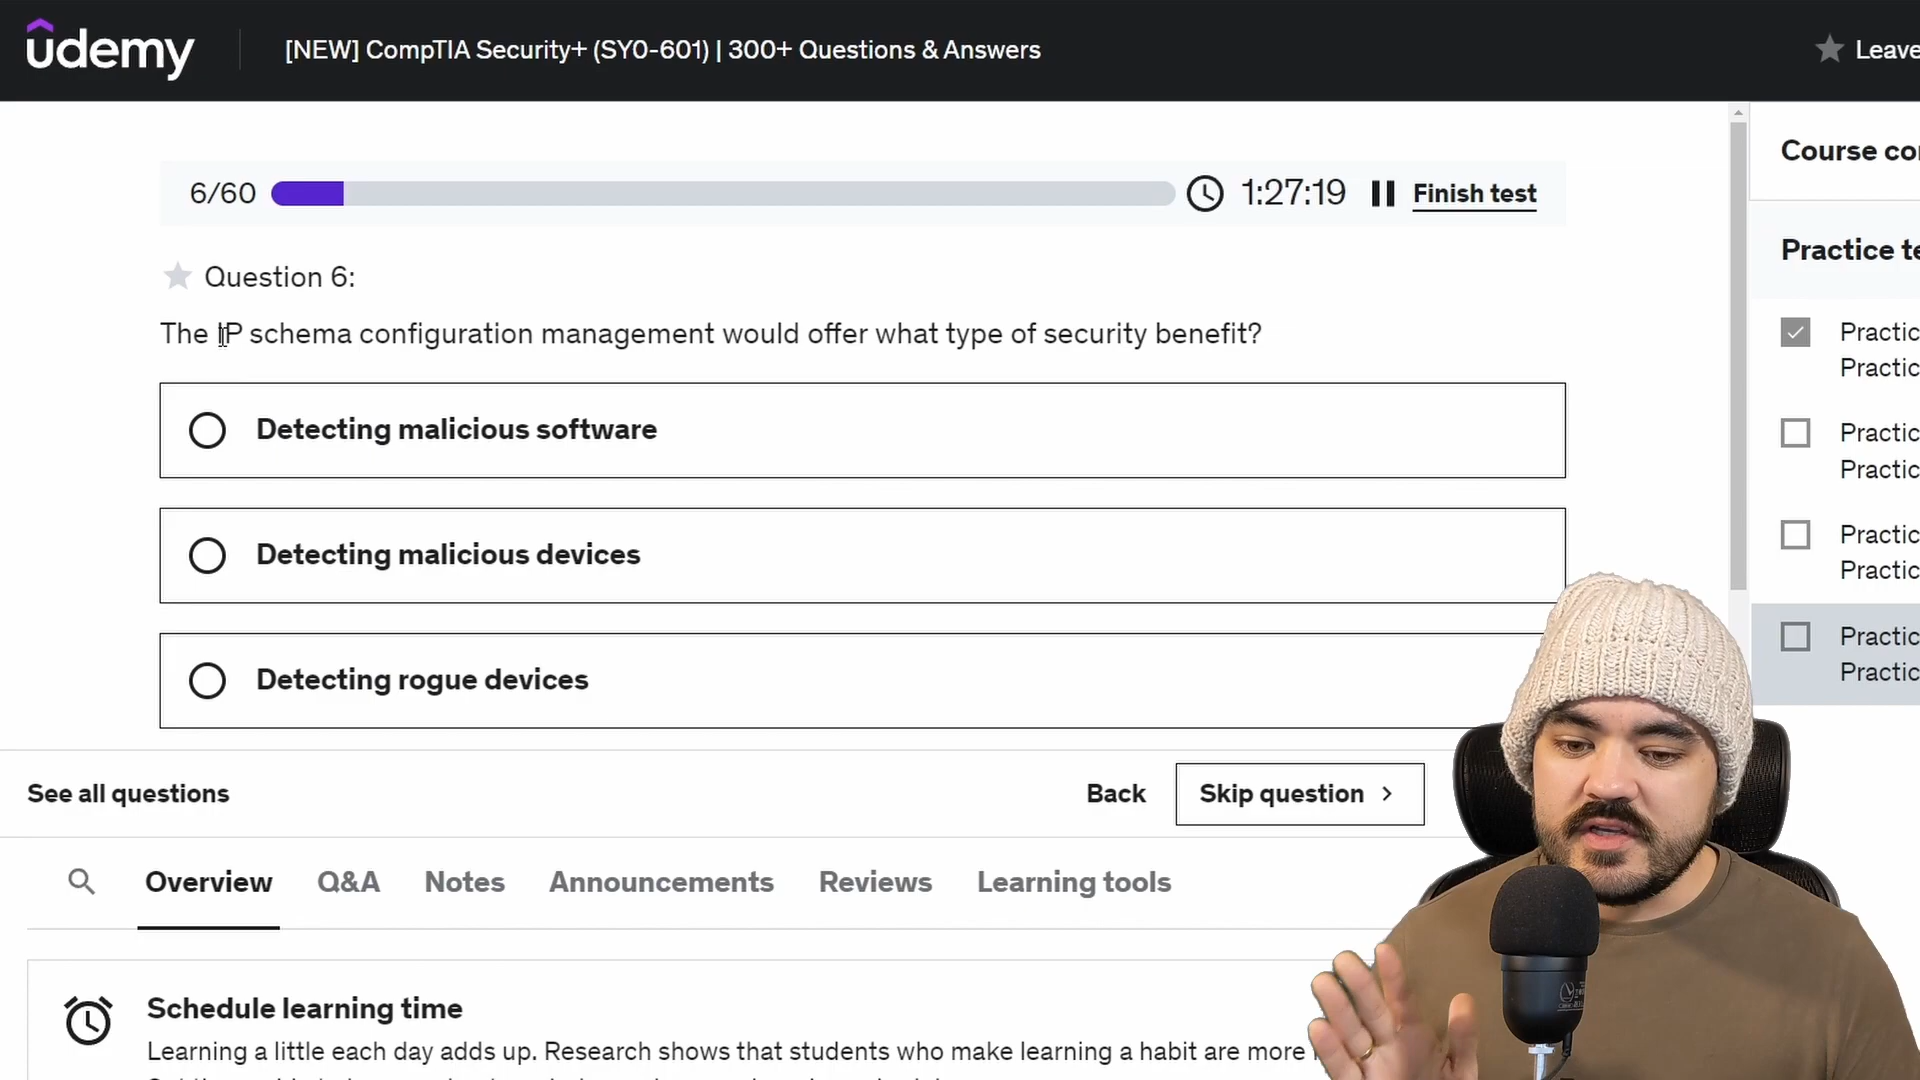 udemy
[NEW] CompTIA Security+ (SY0-601) | 300+ Questions & Answers
Leave
6/60
1:27:19
Finish test
Course co
Practice te
Question 6:
The IP schema configuration management would offer what type of security benefit?
Practic
Practic
Detecting malicious software
Practic
Practic
Detecting malicious devices
Practic
Practic
Detecting rogue devices
Practic
Practic
See all questions
Back
Skip question
Overview
Q&A
Notes
Announcements
Reviews
Learning tools
Schedule learning time
Learning a little each day adds up. Research shows that students who make learning a habit are more